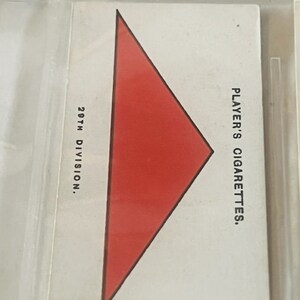 PLAYER'S CIGARETTES.
29TH DIVISION.